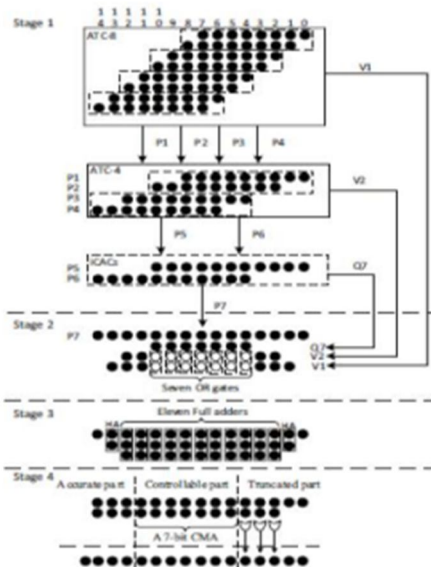 Stage 1
1 1 1 1 1
4 3 2 1 0 9 8 7 6 5 4 3 2 1 0
ATC-8
V1
P1 P2 P3 P4
ATC-4
P1
P2
P3
P4
V2
P5 P6
iCACs
P5
P6
Q7
P7
Stage 2
P7
Q7
V2
V1
Seven OR gates
Stage 3
Eleven Full adders
HA HA
Stage 4
Accurate part Controllable part Truncated part
A 7-bit CMA